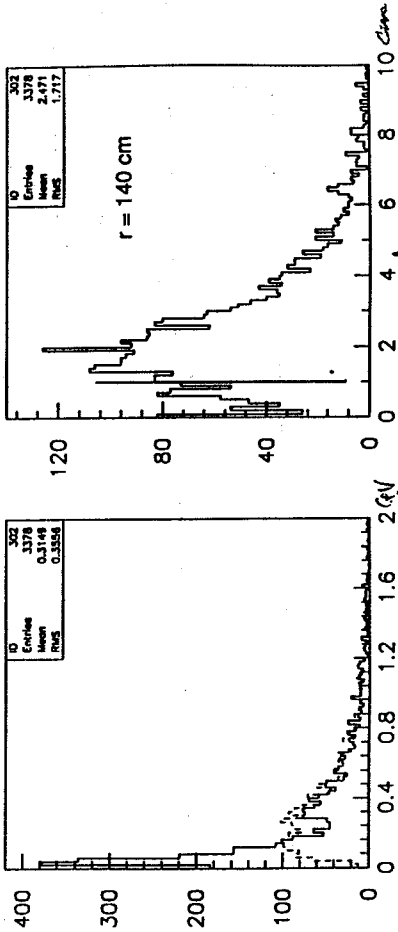 ID 302
Entries 3378
Mean 0.3149
RMS 0.3556
400
300
200
100
0
0 0.4 0.8 1.2 1.6 2
GeV
ID 302
Entries 3378
Mean 2.471
RMS 1.717
r = 140 cm
120
80
40
0
0 2 4 6 8 10